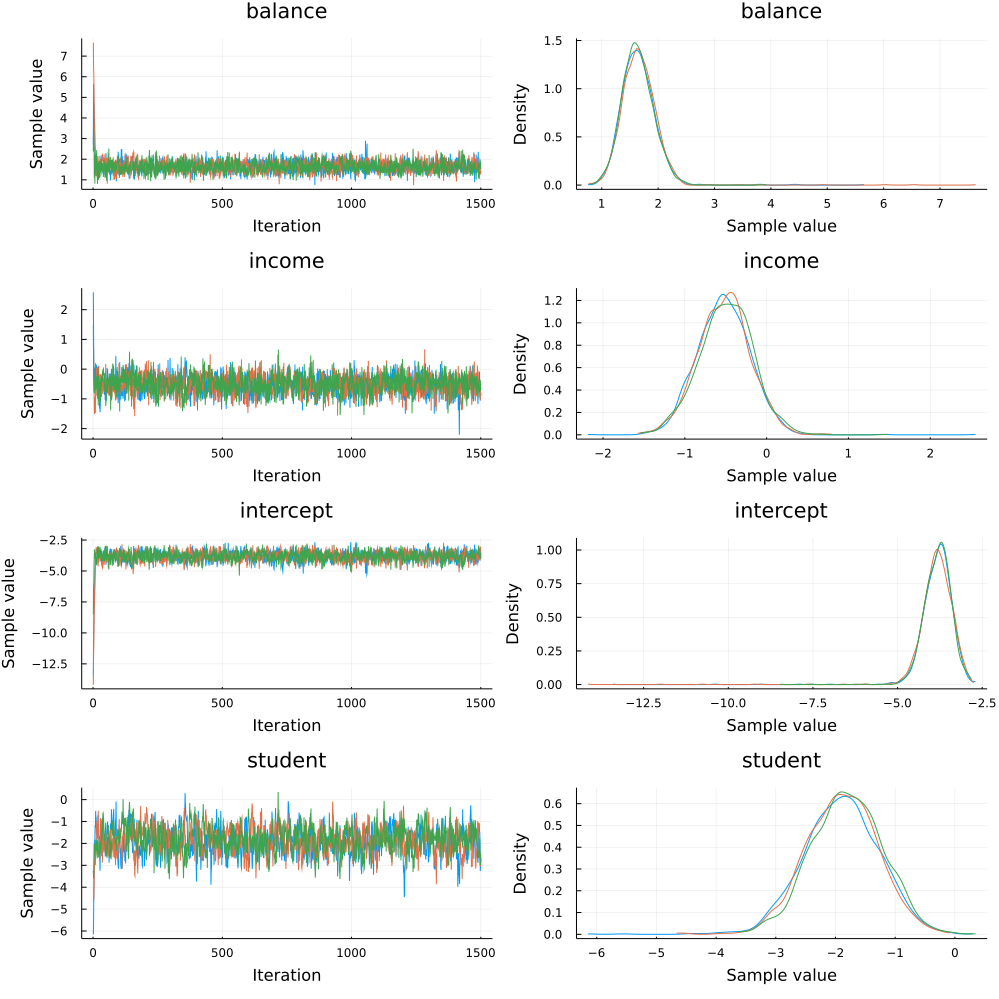 balance
balance
7
6
5
4
3
2
1
Sample value
0 500 1000 1500
Iteration
1.5
1.0
0.5
0.0
Density
1 2 3 4 5 6 7
Sample value
income
income
2
1
0
−1
−2
Sample value
0 500 1000 1500
Iteration
1.2
1.0
0.8
0.6
0.4
0.2
0.0
Density
−2 −1 0 1 2
Sample value
intercept
intercept
−2.5
−5.0
−7.5
−10.0
−12.5
Sample value
0 500 1000 1500
Iteration
1.00
0.75
0.50
0.25
0.00
Density
−12.5 −10.0 −7.5 −5.0 −2.5
Sample value
student
student
0
−1
−2
−3
−4
−5
−6
Sample value
0 500 1000 1500
Iteration
0.6
0.5
0.4
0.3
0.2
0.1
0.0
Density
−6 −5 −4 −3 −2 −1 0
Sample value